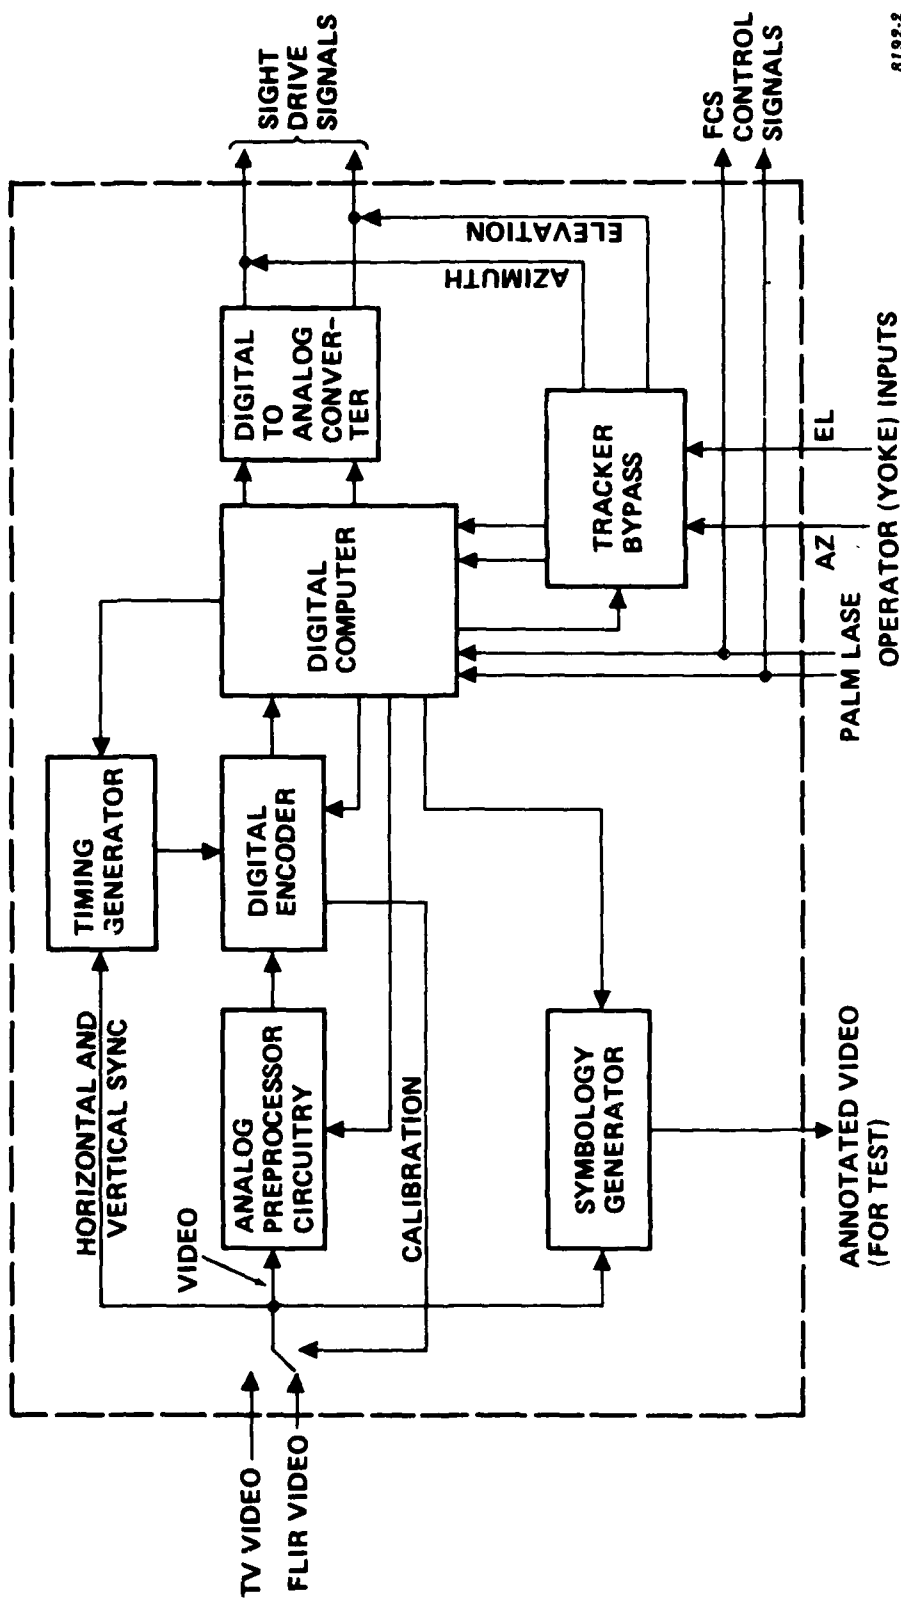 TV VIDEO
FLIR VIDEO
HORIZONTAL AND
VERTICAL SYNC
VIDEO
TIMING
GENERATOR
ANALOG
PREPROCESSOR
CIRCUITRY
DIGITAL
ENCODER
CALIBRATION
DIGITAL
COMPUTER
DIGITAL
TO
ANALOG
CONVER-
TER
SIGHT
DRIVE
SIGNALS
AZIMUTH
ELEVATION
TRACKER
BYPASS
SYMBOLOGY
GENERATOR
FCS
CONTROL
SIGNALS
ANNOTATED VIDEO
(FOR TEST)
PALM LASE
AZ
EL
OPERATOR (YOKE) INPUTS
8192-2